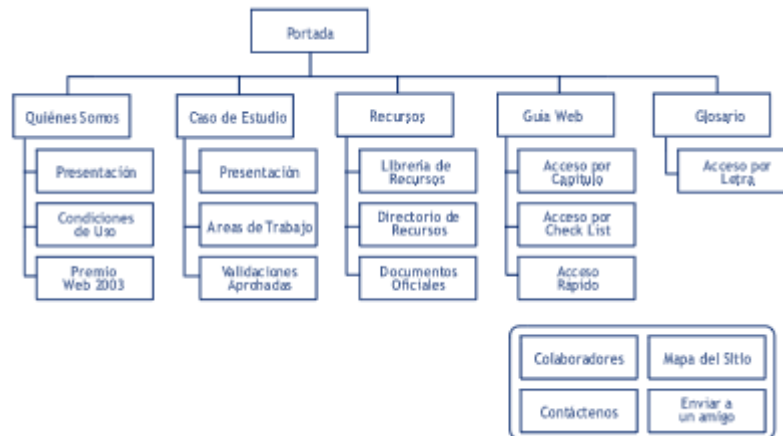 Portada
Quiénes Somos
Caso de Estudio
Recursos
Guia Web
Glosario
Presentación
Condiciones
de Uso
Premio
Web 2003
Presentación
Areas de Trabajo
Validaciones
Aprobadas
Librería de
Recursos
Directorio de
Recursos
Documentos
Oficiales
Acceso por
Capítulo
Acceso por
Check List
Acceso
Rápido
Acceso por
Letra
Colaboradores
Mapa del Sitio
Contáctenos
Enviar a
un amigo